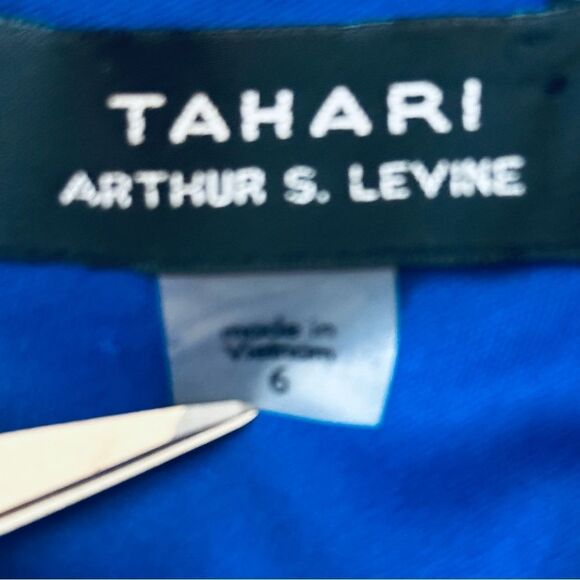 TAHARI
ARTHUR S. LEVINE
made in
Vietnam
6